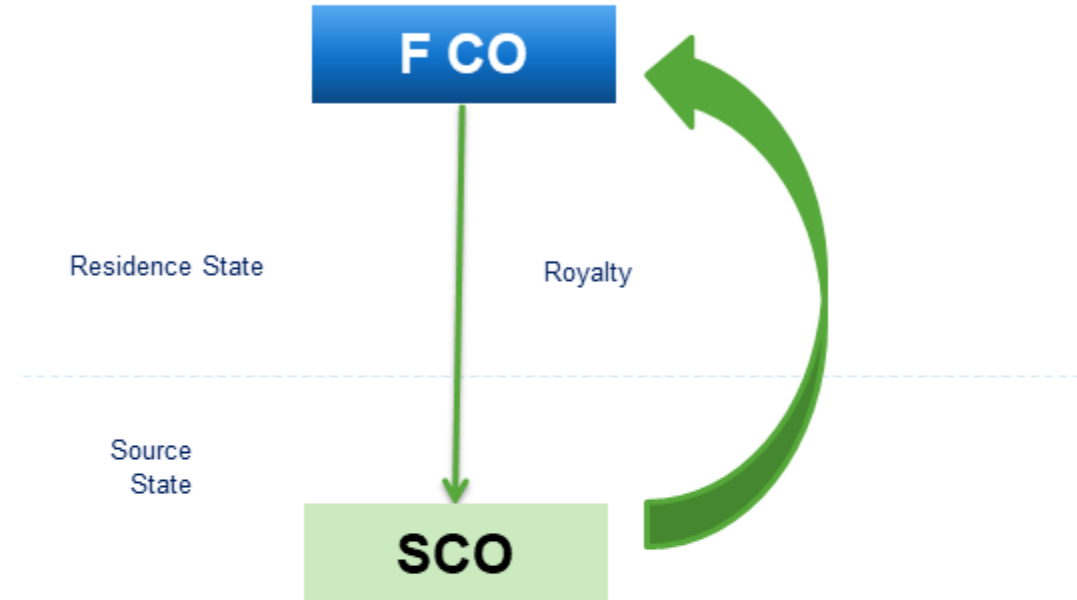 F CO
Residence State
Royalty
Source
State
SCO